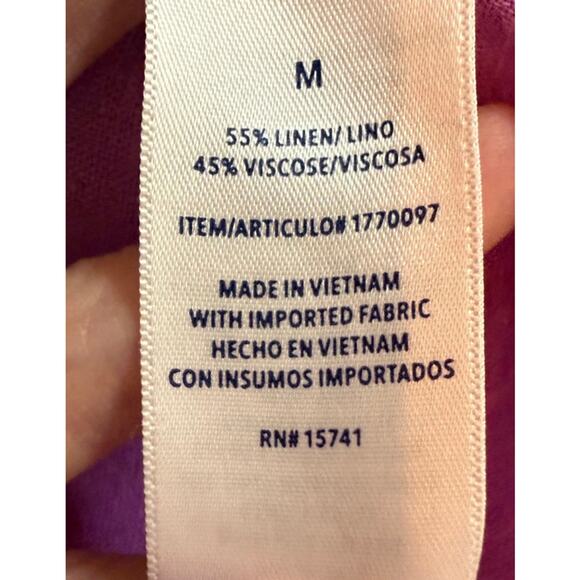 M
55% LINEN/ LINO
45% VISCOSE/VISCOSA
ITEM/ARTICULO# 1770097
MADE IN VIETNAM
WITH IMPORTED FABRIC
HECHO EN VIETNAM
CON INSUMOS IMPORTADOS
RN# 15741